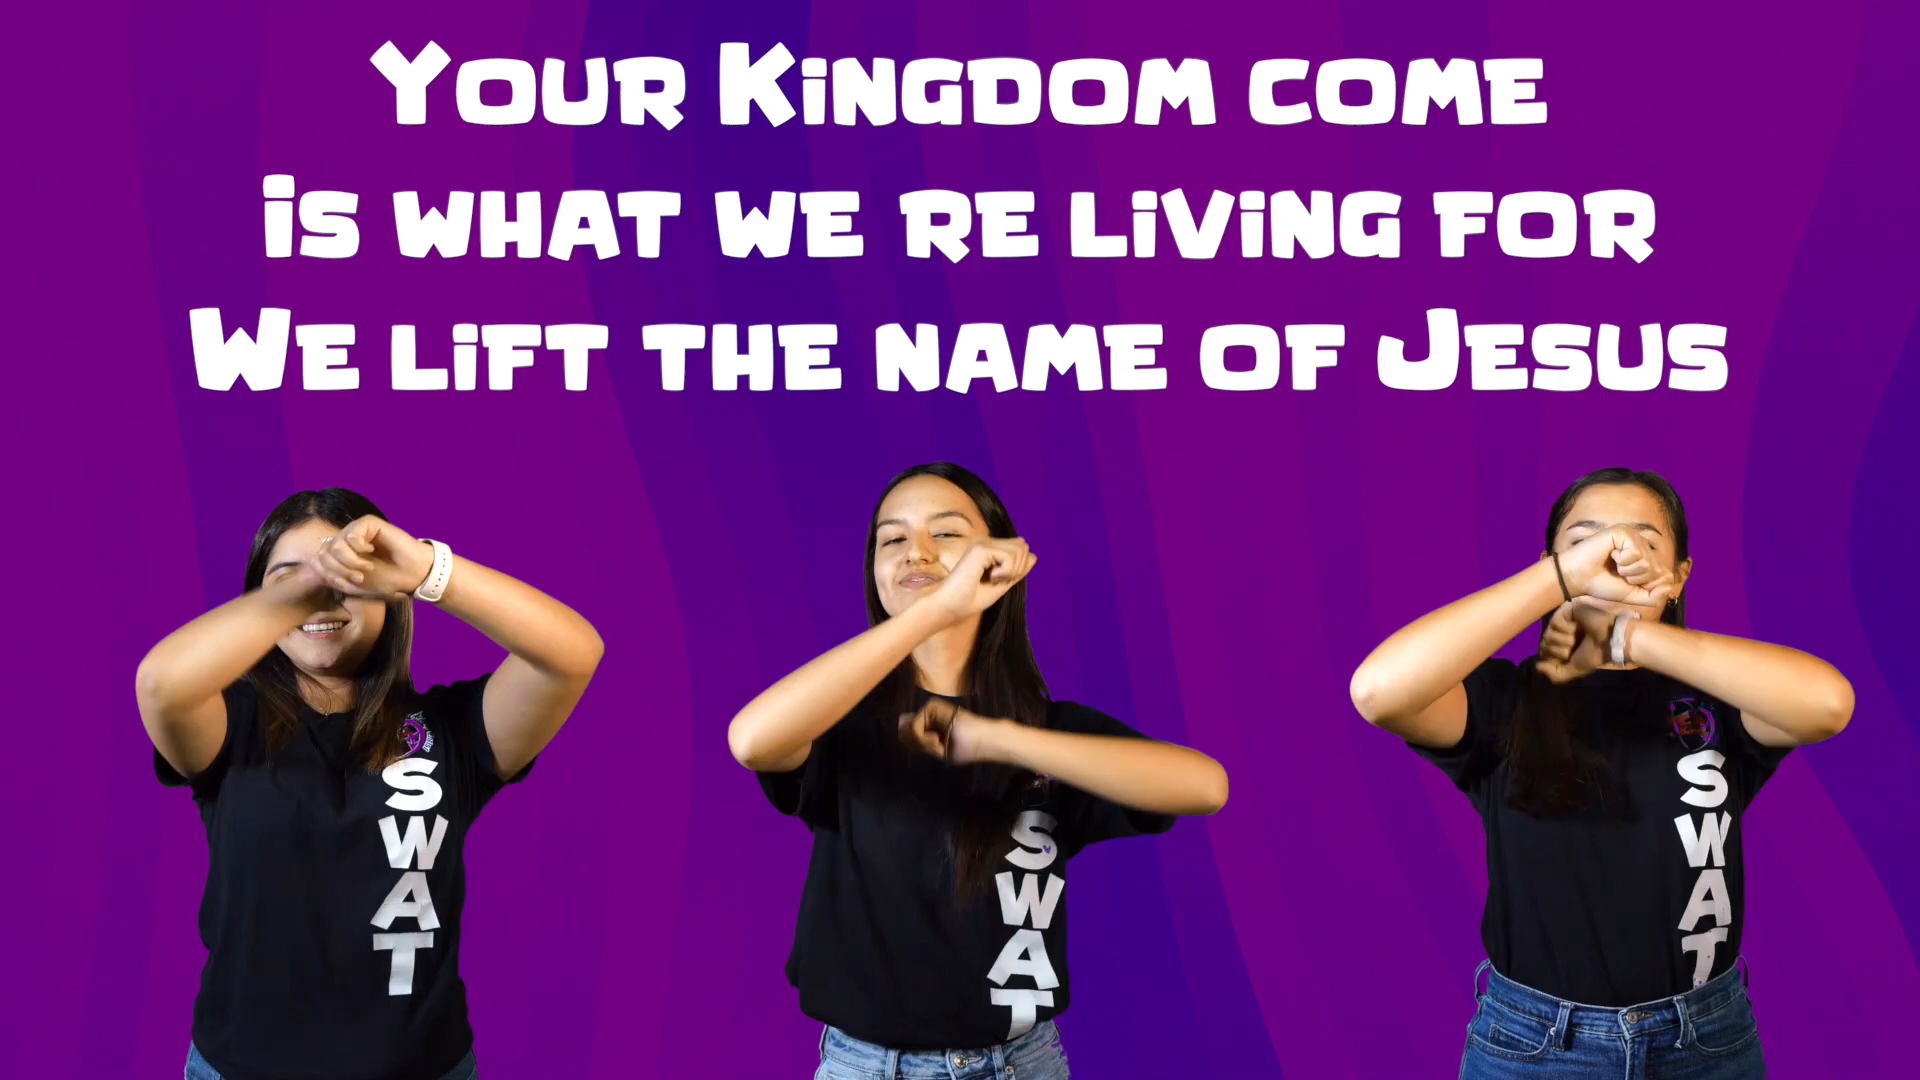 Your Kingdom come
Is what we re living for
We lift the name of Jesus
SWAT
SWAT
SWAT